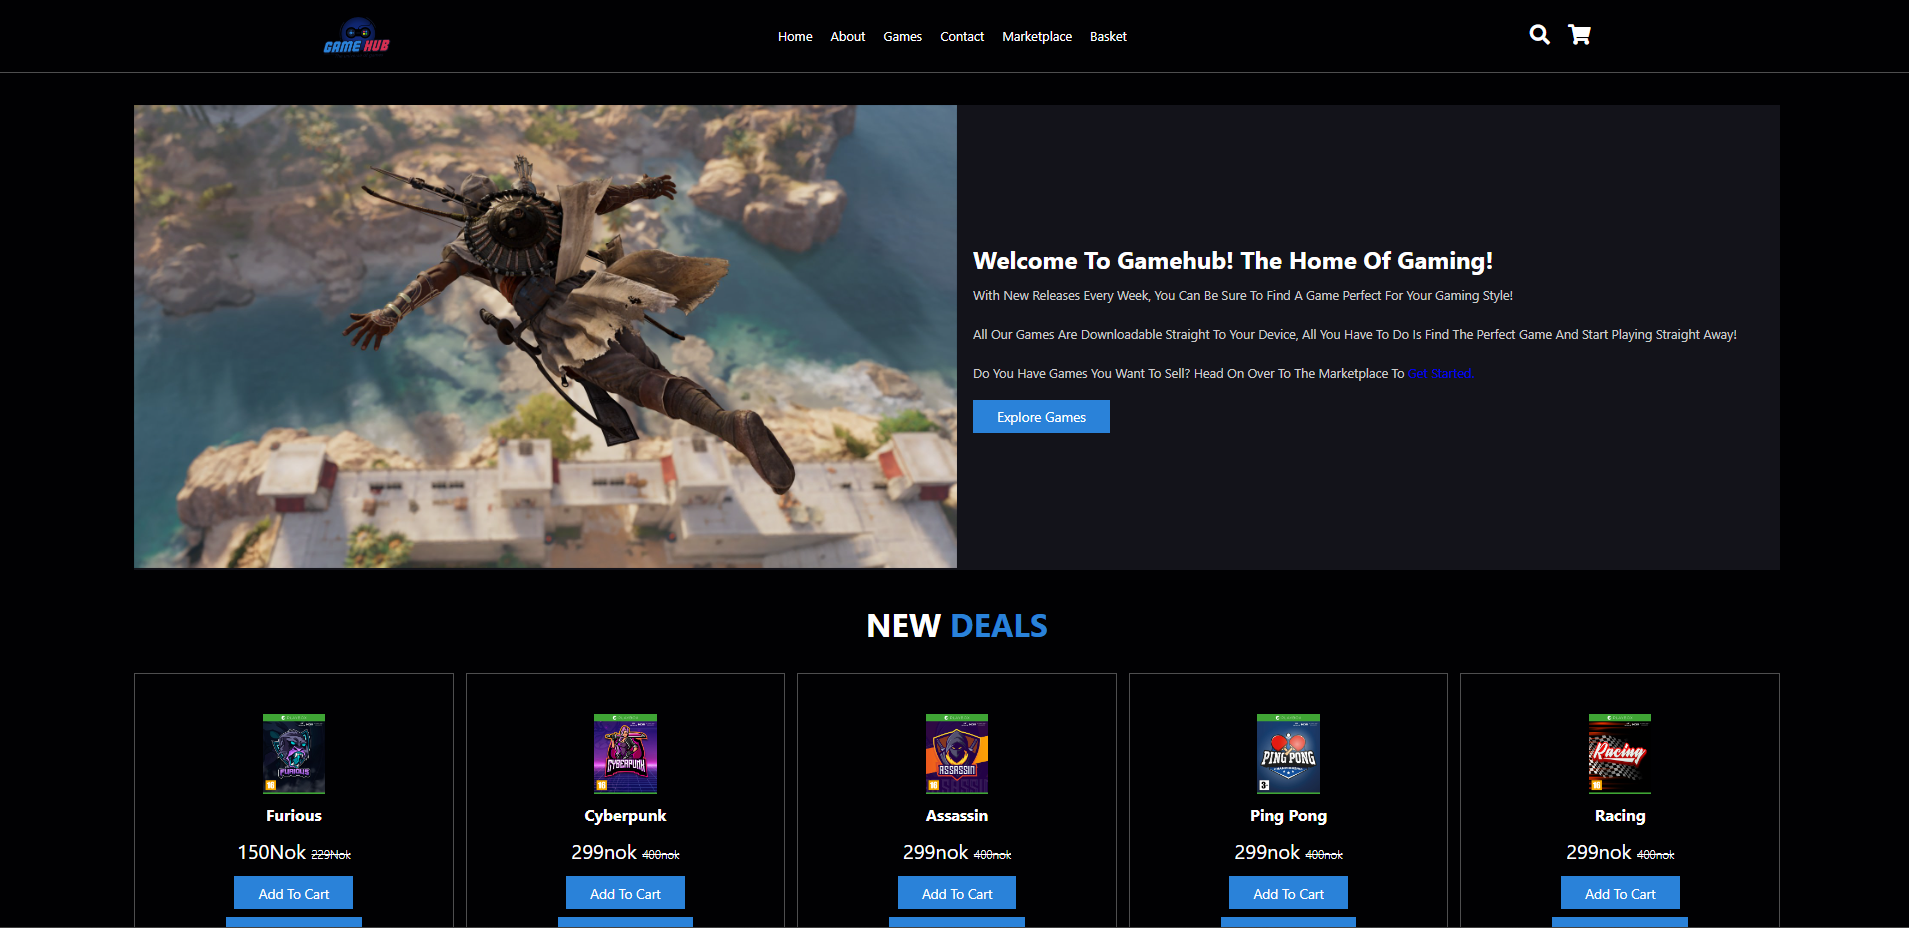 GAME HUB
Home About Games Contact Marketplace Basket
Welcome To Gamehub! The Home Of Gaming!
With New Releases Every Week, You Can Be Sure To Find A Game Perfect For Your Gaming Style!
All Our Games Are Downloadable Straight To Your Device, All You Have To Do Is Find The Perfect Game And Start Playing Straight Away!
Do You Have Games You Want To Sell? Head On Over To The Marketplace To Get Started.
Explore Games
NEW DEALS
FURIOUS
18
Furious
150Nok 229Nok
Add To Cart
CYBERPUNK
18
Cyberpunk
299nok 400nok
Add To Cart
ASSASSIN
18
Assassin
299nok 400nok
Add To Cart
PING PONG
3+
Ping Pong
299nok 400nok
Add To Cart
Racing
18
Racing
299nok 400nok
Add To Cart